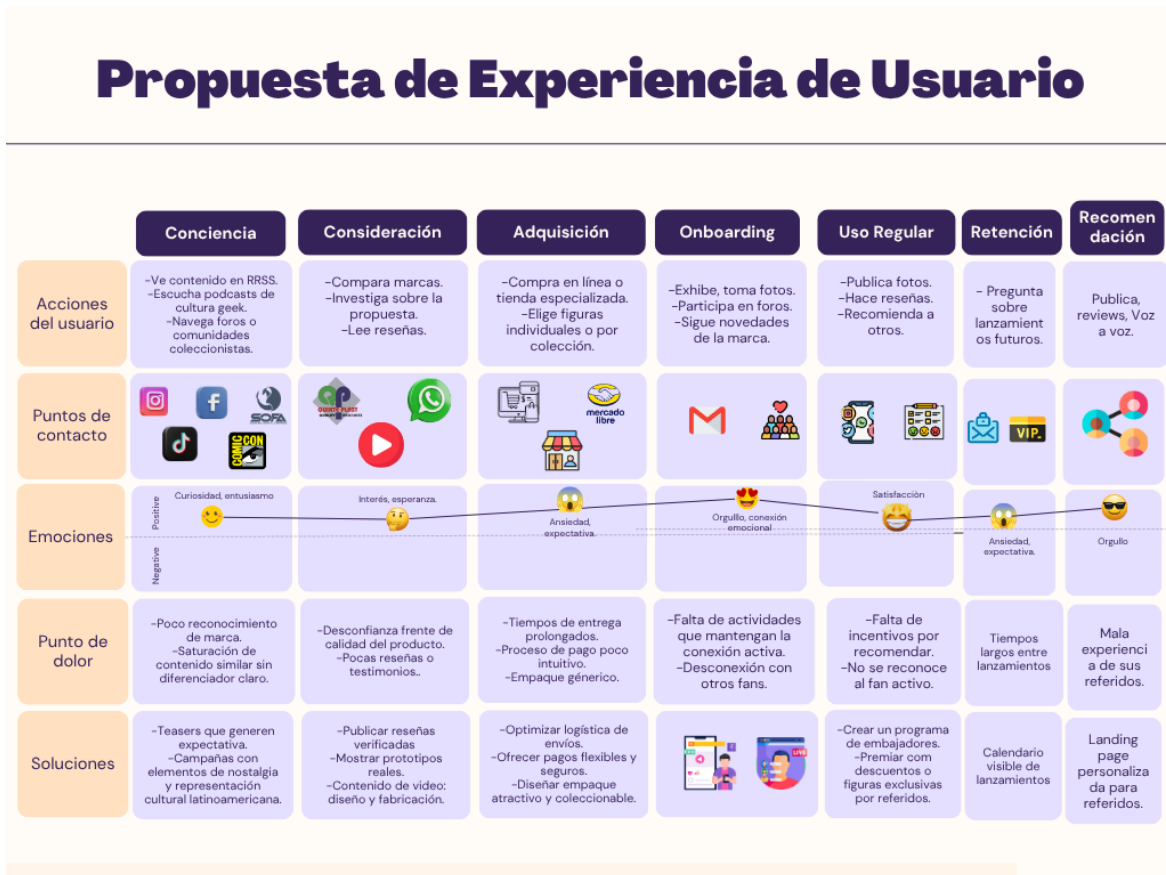 Propuesta de Experiencia de Usuario
Conciencia
Consideración
Adquisición
Onboarding
Uso Regular
Retención
Recomen
dación
Acciones
del usuario
-Ve contenido en RRSS.
-Escucha podcasts de
cultura geek.
-Navega foros o
comunidades
coleccionistas.
-Compara marcas.
-Investiga sobre la
propuesta.
-Lee reseñas.
-Compra en línea o
tienda especializada.
-Elige figuras
individuales o por
colección.
-Exhibe, toma fotos.
-Participa en foros.
-Sigue novedades
de la marca.
-Publica fotos.
-Hace reseñas.
-Recomienda a
otros.
- Pregunta
sobre
lanzamient
os futuros.
Publica,
reviews, Voz
a voz.
Puntos de
contacto
SOFA
COMIC
CON
mercado
libre
VIP
Emociones
Positive
Negative
Curiosidad, entusiasmo
Interés, esperanza.
Ansiedad,
expectativa.
Orgulllo, conexión
emocional
Satisfacciòn
Ansiedad,
expectativa.
Orgullo
Punto de
dolor
-Poco reconocimiento
de marca.
-Saturación de
contenido similar sin
diferenciador claro.
-Desconfianza frente de
calidad del producto.
-Pocas reseñas o
testimonios..
-Tiempos de entrega
prolongados.
-Proceso de pago poco
intuitivo.
-Empaque génerico.
-Falta de actividades
que mantengan la
conexión activa.
-Desconexión con
otros fans.
-Falta de
incentivos por
recomendar.
-No se reconoce
al fan activo.
Tiempos
largos entre
lanzamientos
Mala
experienci
a de sus
referidos.
Soluciones
-Teasers que generen
expectativa.
-Campañas con
elementos de nostalgia
y representación
cultural latinoamericana.
-Publicar reseñas
verificadas
-Mostrar prototipos
reales.
-Contenido de video:
diseño y fabricación.
-Optimizar logística de
envíos.
-Ofrecer pagos flexibles y
seguros.
-Diseñar empaque
atractivo y coleccionable.
LIVE
-Crear un programa
de embajadores.
-Premiar com
descuentos o
figuras exclusivas
por referidos.
Calendario
visible de
lanzamientos
Landing
page
personaliza
da para
referidos.